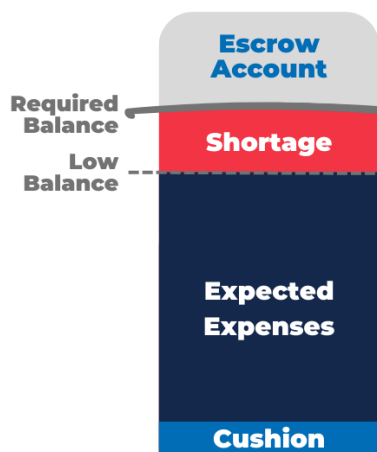 Escrow
Account
Required
Balance
Shortage
Low
Balance
Expected
Expenses
Cushion